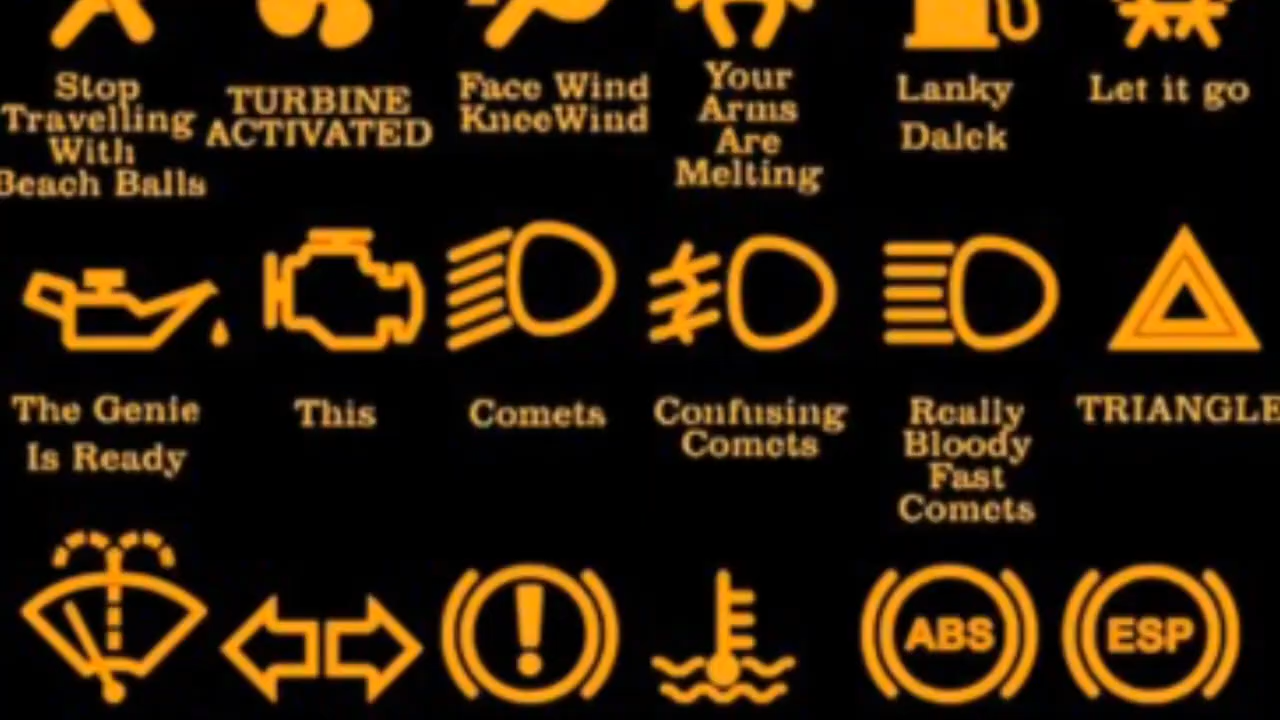 Stop
Travelling
With
Beach Balls
TURBINE
ACTIVATED
Face Wind
KneeWind
Your
Arms
Are
Melting
Lanky
Dalek
Let it go
The Genie
Is Ready
This
Comets
Confusing
Comets
Really
Bloody
Fast
Comets
TRIANGLE
ABS
ESP